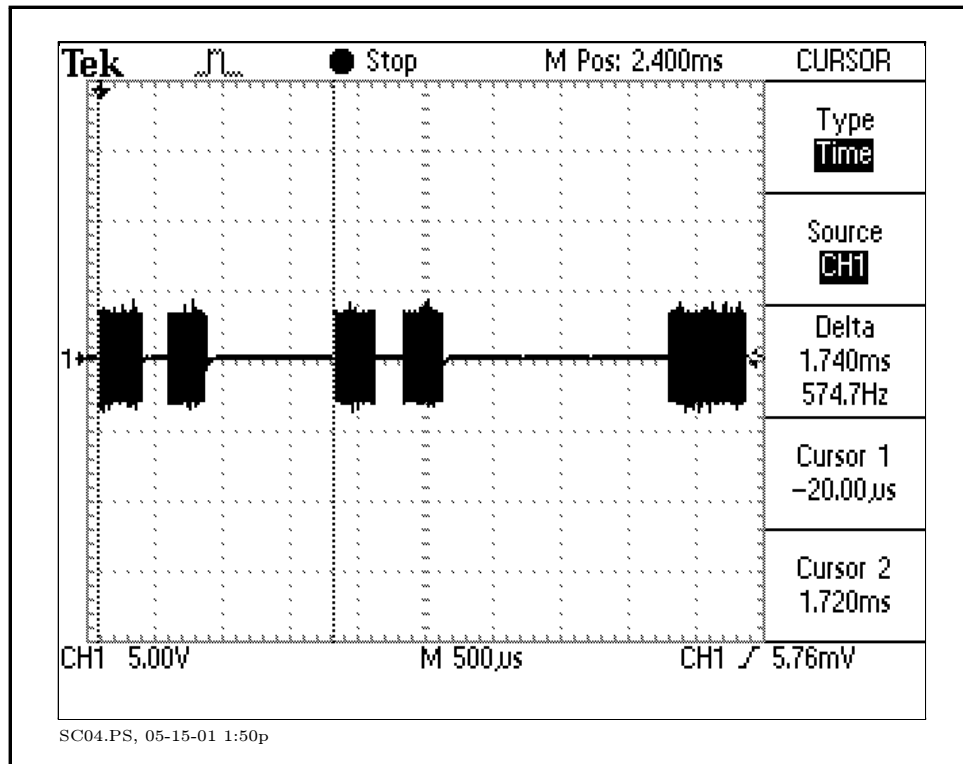 Tek Stop M Pos: 2.400ms CURSOR
Type
Time
Source
CH1
1
Delta
1.740ms
574.7Hz
Cursor 1
−20.00µs
Cursor 2
1.720ms
CH1 5.00V M 500µs CH1 5.76mV
SC04.PS, 05-15-01 1:50p